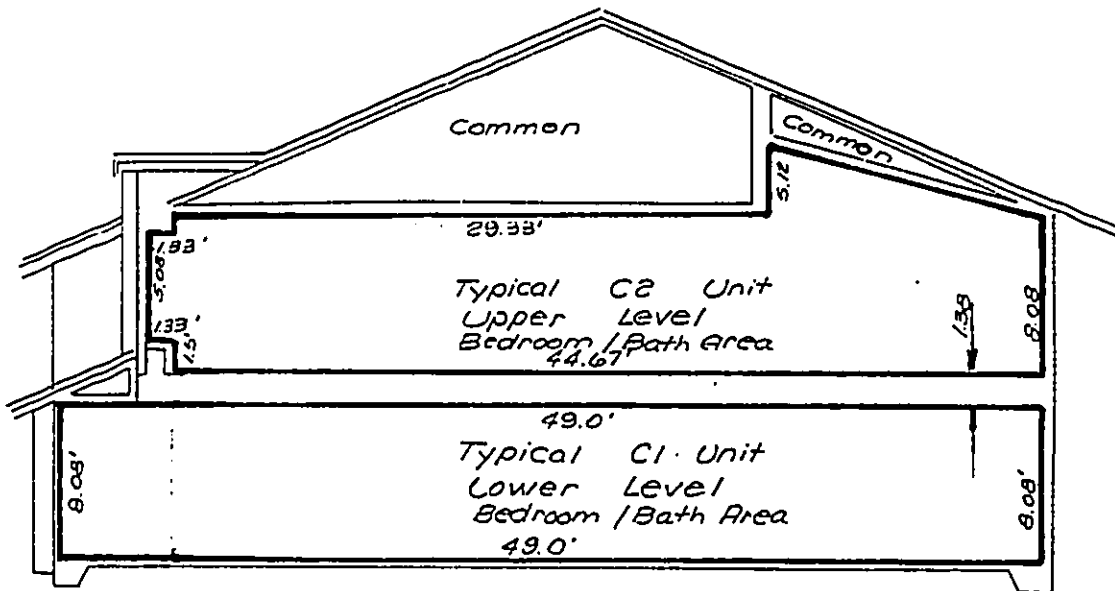 Common
Common
5.12
29.33'
1.33'
5.08'
1.33'
1.5'
Typical C2 Unit
Upper Level
Bedroom / Bath Area
44.67'
1.38
8.08
49.0'
Typical C1 Unit
Lower Level
Bedroom / Bath Area
49.0'
8.08'
8.08'